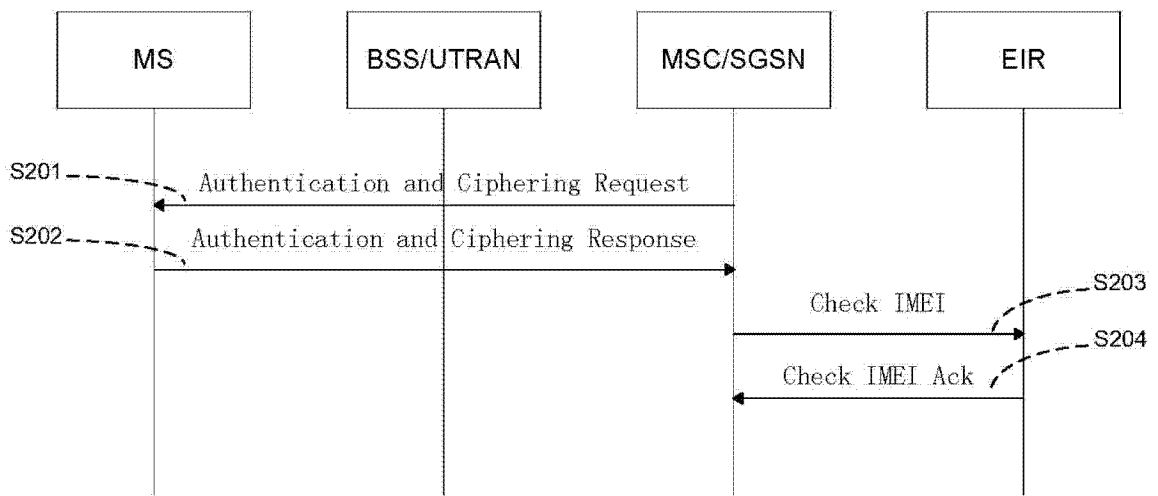 MS
BSS/UTRAN
MSC/SGSN
EIR
S201
Authentication and Ciphering Request
S202
Authentication and Ciphering Response
S203
Check IMEI
S204
Check IMEI Ack